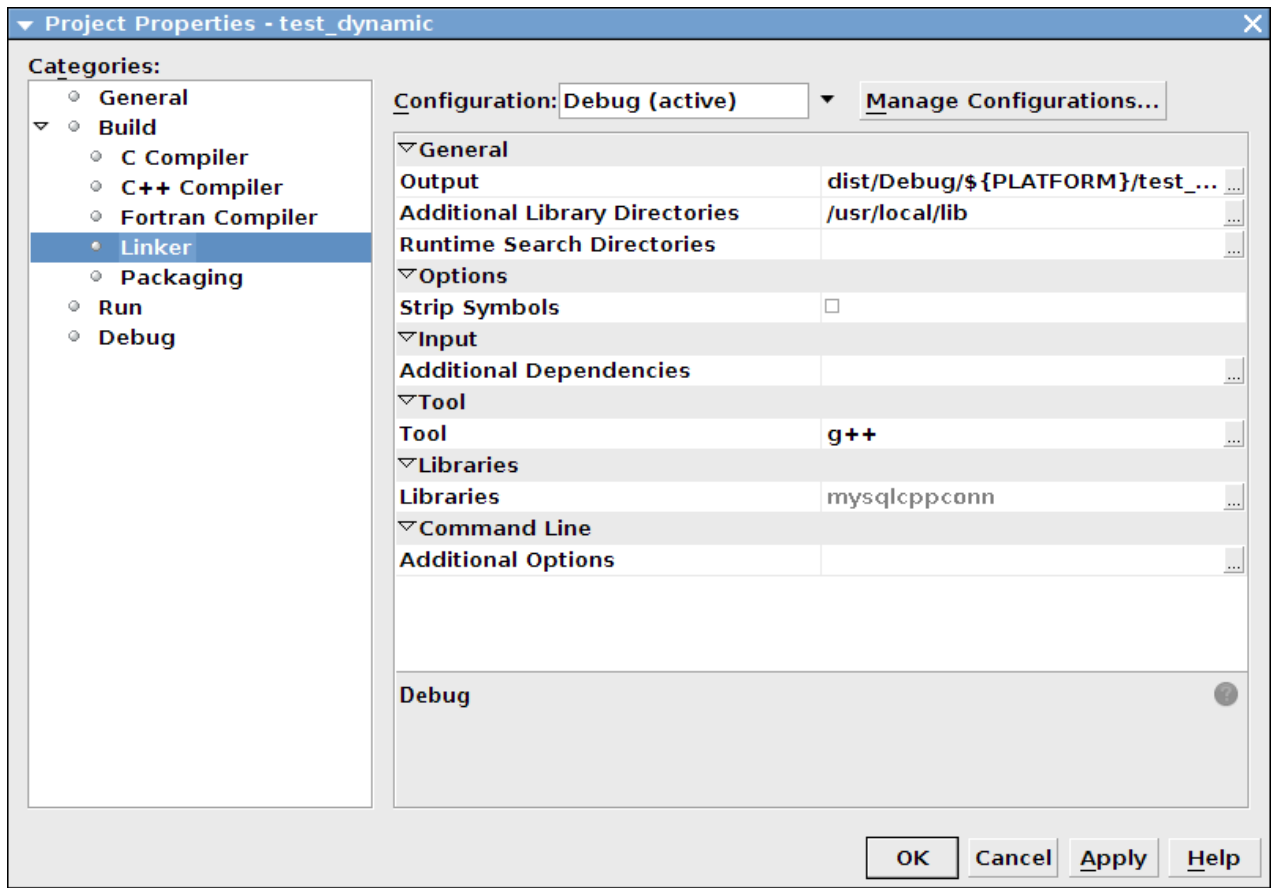 Project Properties - test_dynamic
Categories:
General
Build
C Compiler
C++ Compiler
Fortran Compiler
Linker
Packaging
Run
Debug
Configuration: Debug (active) Manage Configurations...
General
Output dist/Debug/${PLATFORM}/test_... ...
Additional Library Directories /usr/local/lib ...
Runtime Search Directories ...
Options
Strip Symbols
Input
Additional Dependencies ...
Tool
Tool g++ ...
Libraries
Libraries mysqlcppconn ...
Command Line
Additional Options ...
Debug ?
OK Cancel Apply Help